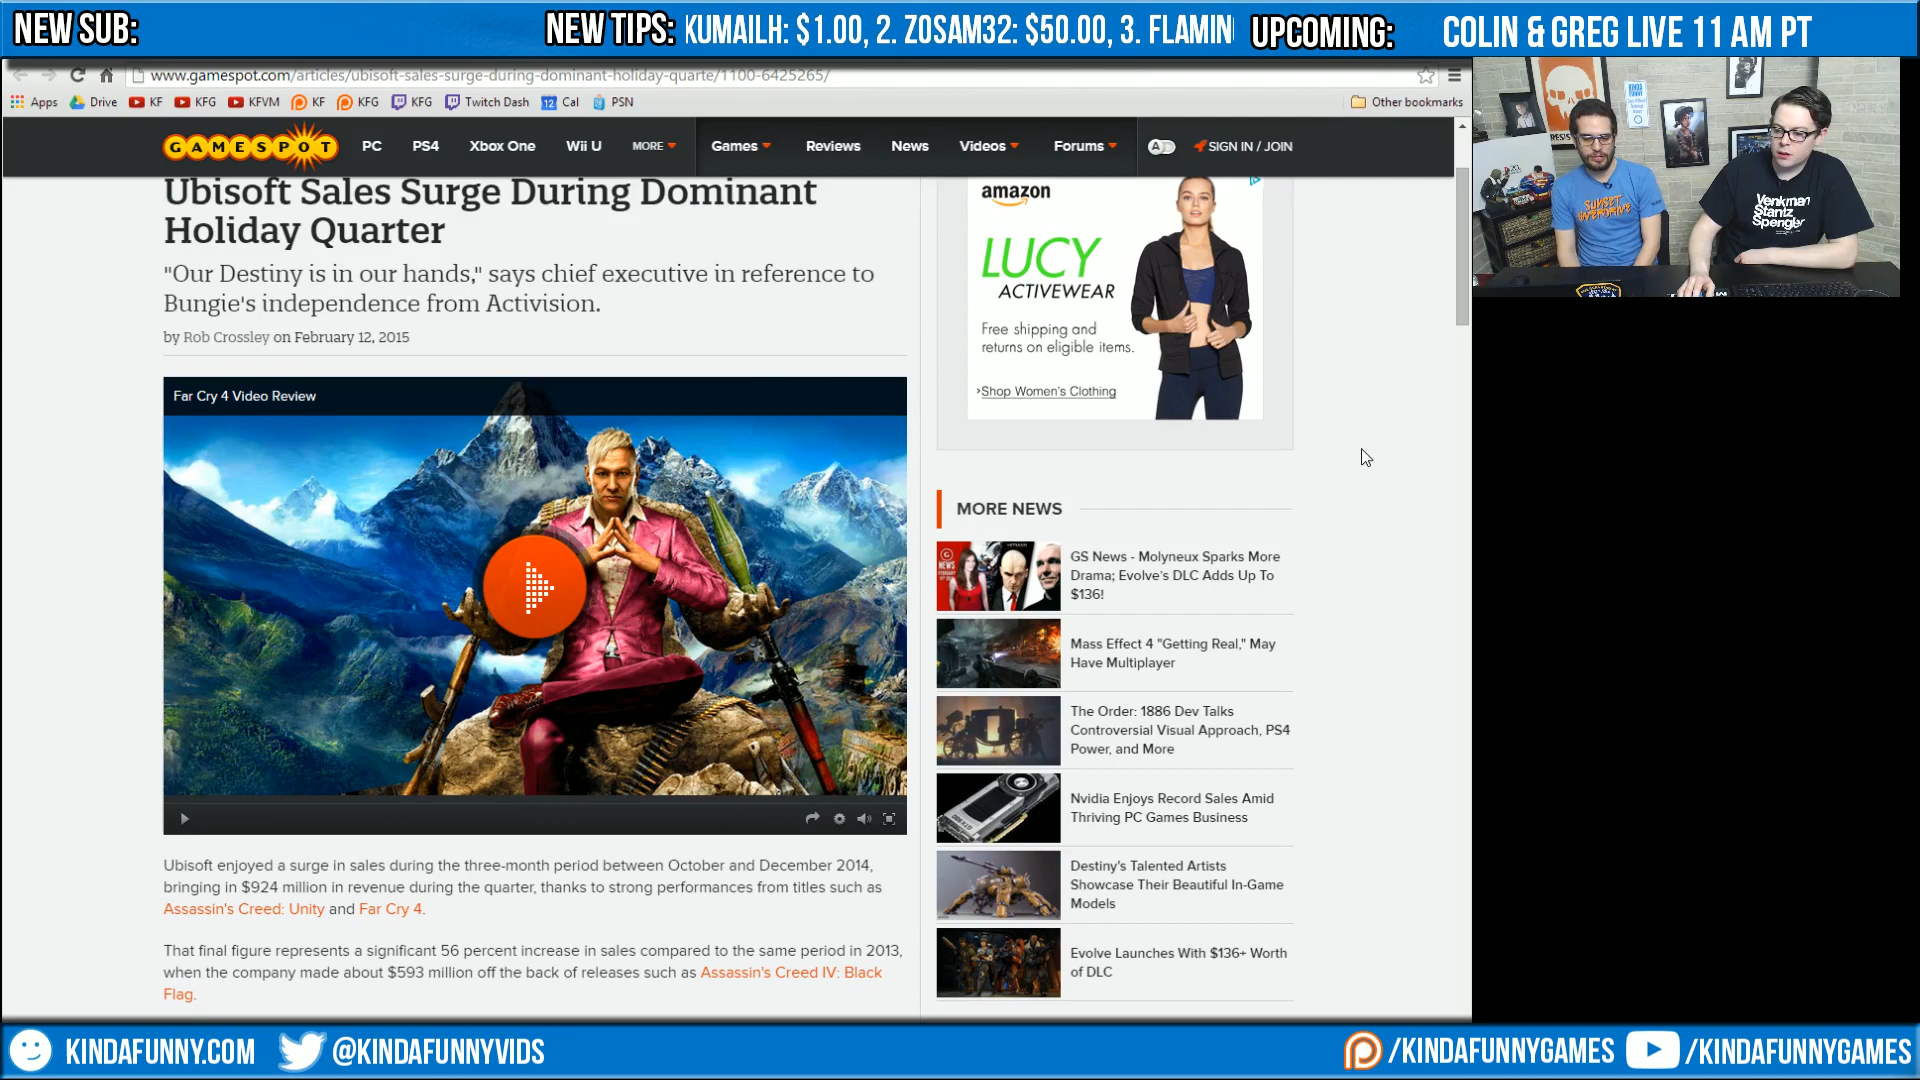 NEW SUB:
NEW TIPS: KUMAILH: $1.00, 2. ZOSAM32: $50.00, 3. FLAMIN
UPCOMING: COLIN & GREG LIVE 11 AM PT
www.gamespot.com/articles/ubisoft-sales-surge-during-dominant-holiday-quarte/1100-6425265/
Apps Drive KF KFG KFVM KF KFG KFG Twitch Dash 12 Cal PSN Other bookmarks
GAMESPOT PC PS4 Xbox One Wii U MORE Games Reviews News Videos Forums A SIGN IN / JOIN
Ubisoft Sales Surge During Dominant
Holiday Quarter
"Our Destiny is in our hands," says chief executive in reference to
Bungie's independence from Activision.
by Rob Crossley on February 12, 2015
Far Cry 4 Video Review
Ubisoft enjoyed a surge in sales during the three-month period between October and December 2014,
bringing in $924 million in revenue during the quarter, thanks to strong performances from titles such as
Assassin's Creed: Unity and Far Cry 4.
That final figure represents a significant 56 percent increase in sales compared to the same period in 2013,
when the company made about $593 million off the back of releases such as Assassin's Creed IV: Black
Flag.
amazon
LUCY
ACTIVEWEAR
Free shipping and
returns on eligible items.
›Shop Women's Clothing
MORE NEWS
GS News - Molyneux Sparks More
Drama; Evolve's DLC Adds Up To
$136!
Mass Effect 4 "Getting Real," May
Have Multiplayer
The Order: 1886 Dev Talks
Controversial Visual Approach, PS4
Power, and More
Nvidia Enjoys Record Sales Amid
Thriving PC Games Business
Destiny's Talented Artists
Showcase Their Beautiful In-Game
Models
Evolve Launches With $136+ Worth
of DLC
SUNSET
OVERDRIVE
Venkman
Stantz
Spengler
KINDAFUNNY.COM
@KINDAFUNNYVIDS
/KINDAFUNNYGAMES
/KINDAFUNNYGAMES